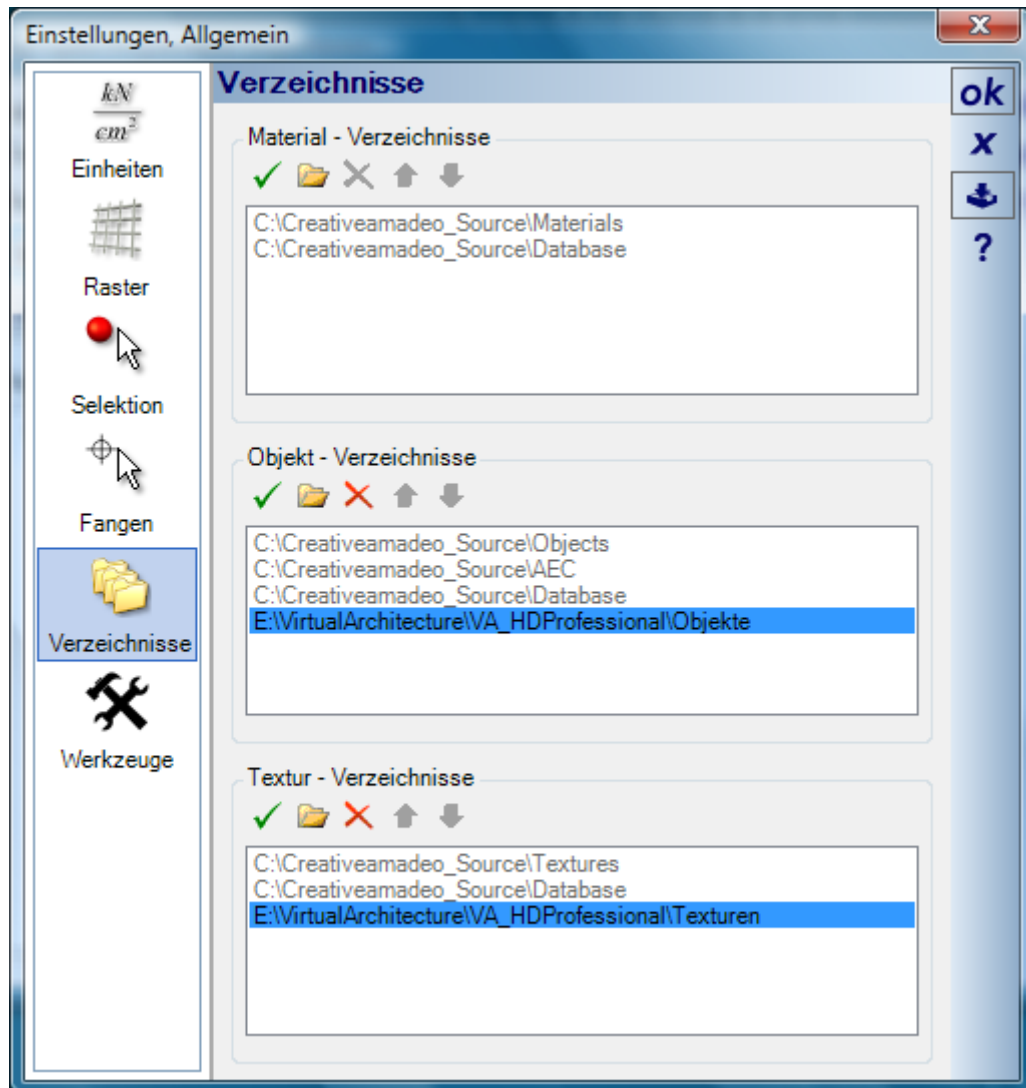 Einstellungen, Allgemein
kN
cm²
Einheiten
Raster
Selektion
Fangen
Verzeichnisse
Werkzeuge
Verzeichnisse
Material - Verzeichnisse
C:\Creativeamadeo_Source\Materials
C:\Creativeamadeo_Source\Database
Objekt - Verzeichnisse
C:\Creativeamadeo_Source\Objects
C:\Creativeamadeo_Source\AEC
C:\Creativeamadeo_Source\Database
E:\VirtualArchitecture\VA_HDProfessional\Objekte
Textur - Verzeichnisse
C:\Creativeamadeo_Source\Textures
C:\Creativeamadeo_Source\Database
E:\VirtualArchitecture\VA_HDProfessional\Texturen
ok
x
?